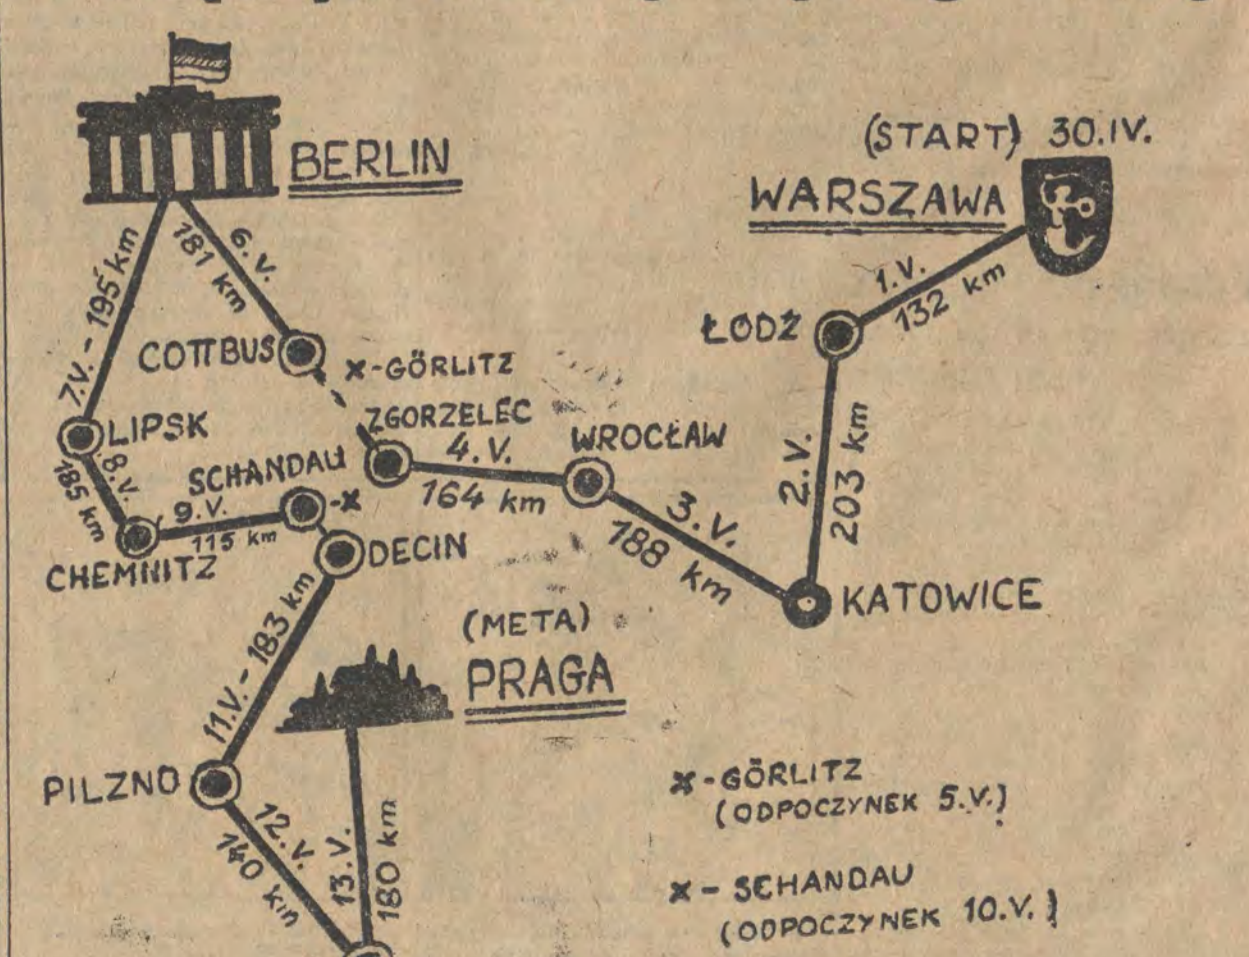 BERLIN
(START) 30.IV.
WARSZAWA
1.V.
132 km
ŁODŹ
2.V.
203 km
KATOWICE
3.V.
188 km
WROCŁAW
4.V.
164 km
ZGORZELEC
x-GÖRLITZ
COTTBUS
6.V.
181 km
7.V. - 195 km
LIPSK
8.V.
185 km
CHEMNITZ
9.V.
115 km
SCHANDAU
-x
DECIN
11.V. - 183 km
PILZNO
12.V.
140 km
13.V.
180 km
(META)
PRAGA
x-GÖRLITZ
(ODPOCZYNEK 5.V.)
x - SCHANDAU
(ODPOCZYNEK 10.V.)